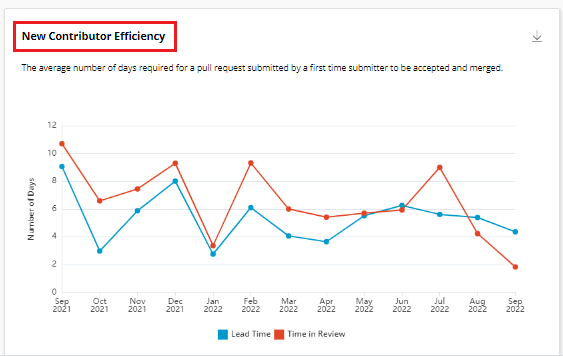 New Contributor Efficiency
The average number of days required for a pull request submitted by a first time submitter to be accepted and merged.
Number of Days
12
10
8
6
4
2
0
Sep Oct Nov Dec Jan Feb Mar Apr May Jun Jul Aug Sep
2021 2021 2021 2021 2022 2022 2022 2022 2022 2022 2022 2022 2022
Lead Time Time in Review